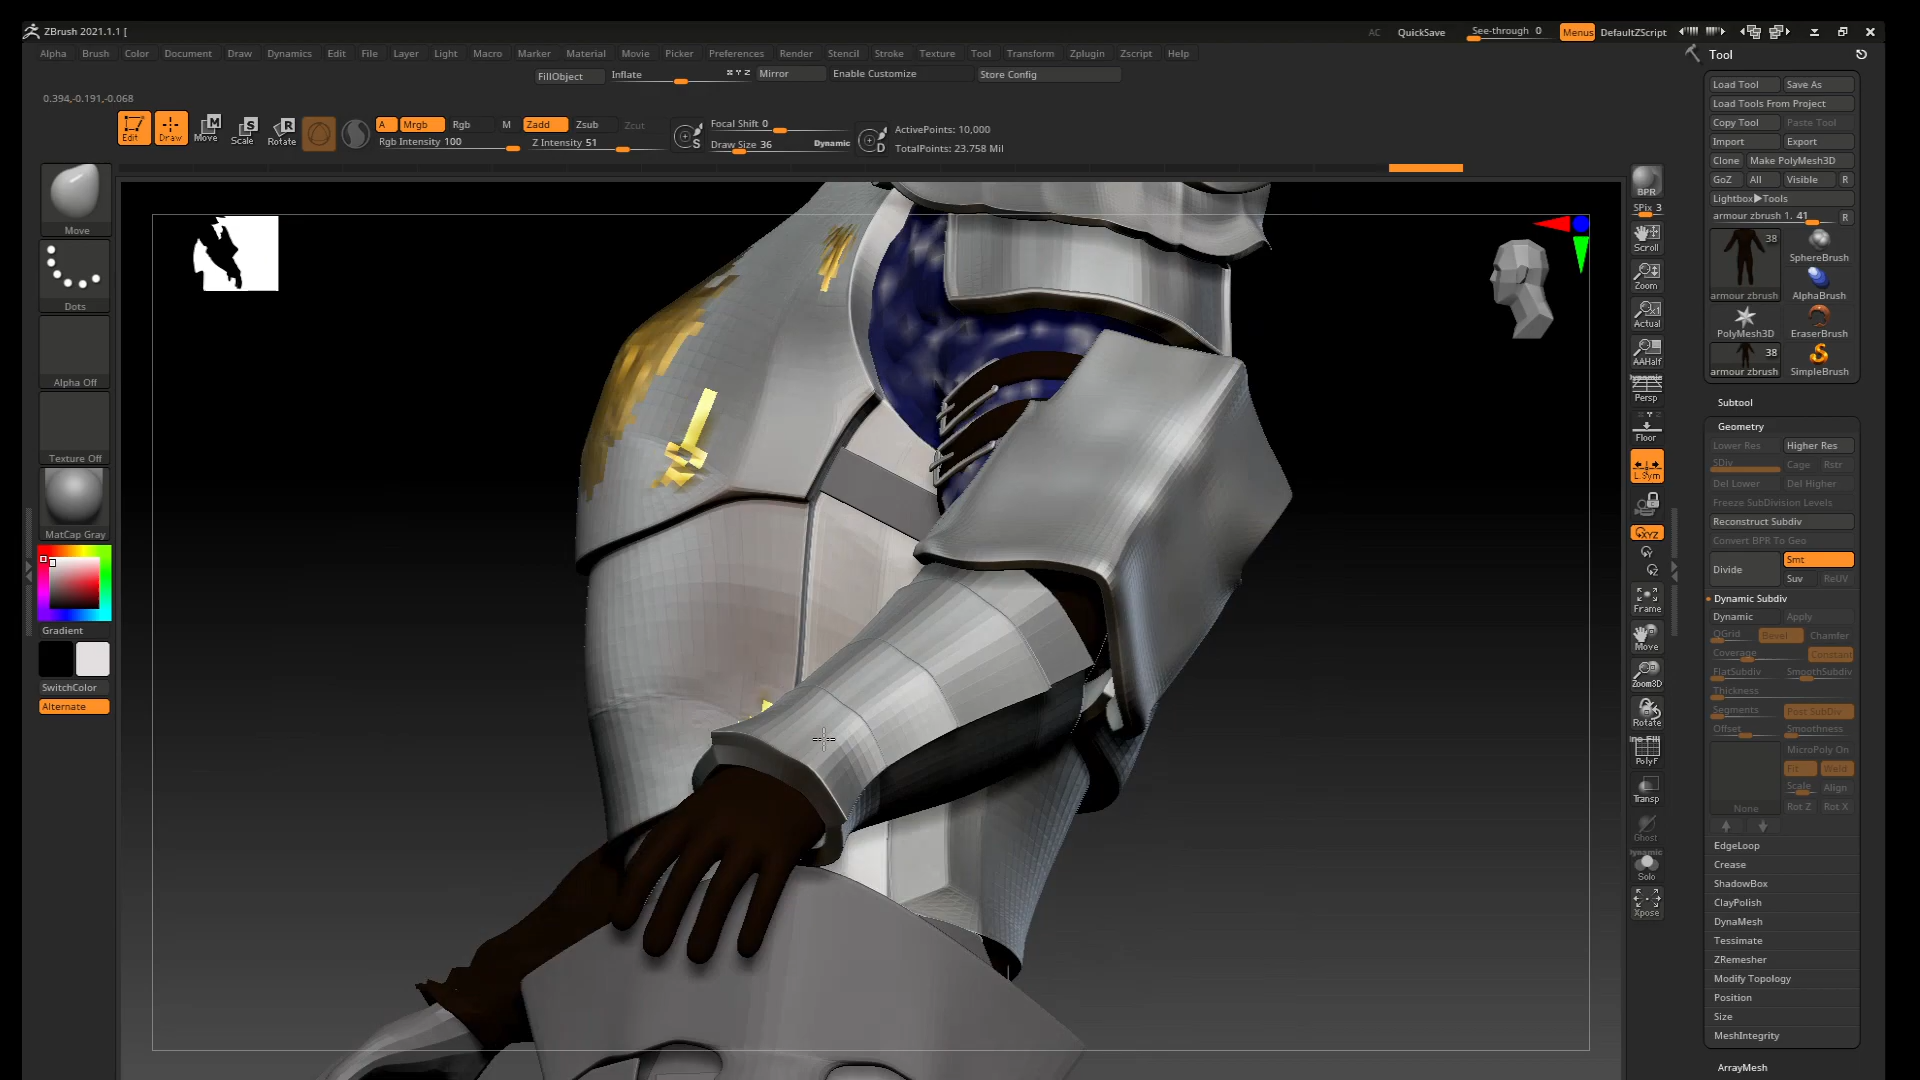 ZBrush 2021.1.1 [
AC QuickSave See-through 0 Menus DefaultZScript
Alpha Brush Color Document Draw Dynamics Edit File Layer Light Macro Marker Material Movie Picker Preferences Render Stencil Stroke Texture Tool Transform Zplugin Zscript Help
FillObject Inflate X Y Z Mirror Enable Customize Store Config
0.394,-0.191,-0.068
Edit Draw Move Scale Rotate
M S R
A Mrgb Rgb M Zadd Zsub Zcut
Rgb Intensity 100 Z Intensity 51
S Focal Shift 0
Draw Size 36 Dynamic
D ActivePoints: 10,000
TotalPoints: 23.758 Mil
Move
Dots
Alpha Off
Texture Off
MatCap Gray
Gradient
SwitchColor
Alternate
BPR
SPix 3
Scroll
Zoom
Actual
AAHalf
Dynamic
Persp
Floor
L.Sym
XYZ
Y
Z
Frame
Move
Zoom3D
Rotate
PolyF
Transp
Ghost
Dynamic
Solo
Xpose
Tool
Load Tool Save As
Load Tools From Project
Copy Tool Paste Tool
Import Export
Clone Make PolyMesh3D
GoZ All Visible R
Lightbox▶Tools
armour zbrush 1. 41 R
38
armour zbrush SphereBrush
AlphaBrush
PolyMesh3D EraserBrush
38
armour zbrush SimpleBrush
Subtool
Geometry
Lower Res Higher Res
SDiv Cage Rstr
Del Lower Del Higher
Freeze SubDivision Levels
Reconstruct Subdiv
Convert BPR To Geo
Divide Smt
Suv ReUV
Dynamic Subdiv
Dynamic Apply
QGrid Bevel Chamfer
Coverage Constant
FlatSubdiv SmoothSubdiv
Thickness
Segments Post SubDiv
Offset Smoothness
MicroPoly On
Fit Weld
Scale Align
None Rot Z Rot X
EdgeLoop
Crease
ShadowBox
ClayPolish
DynaMesh
Tessimate
ZRemesher
Modify Topology
Position
Size
MeshIntegrity
ArrayMesh